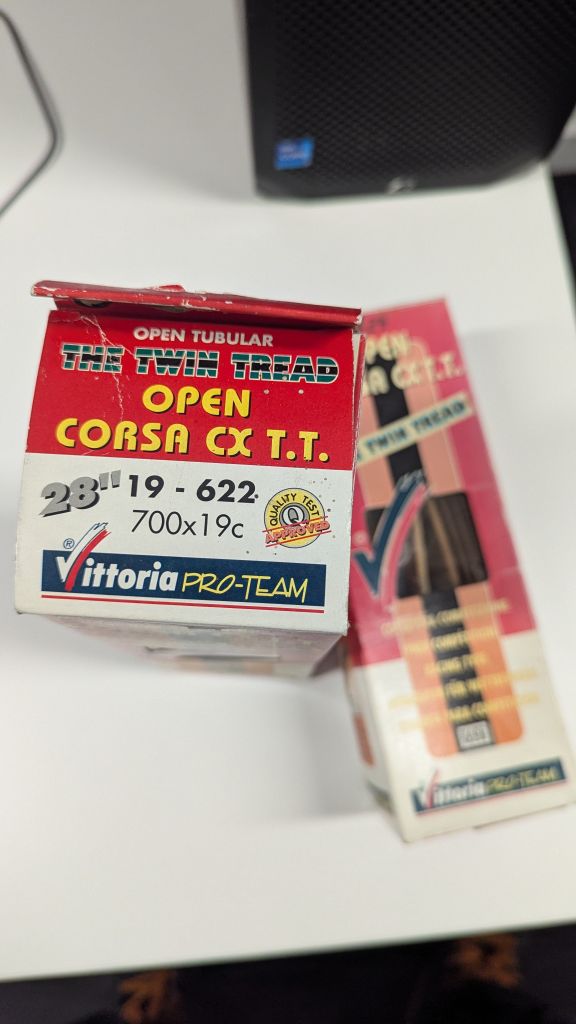 OPEN TUBULAR
THE TWIN TREAD
OPEN
CORSA CX T.T.
28" 19 - 622
700x19c
QUALITY TEST
Q
APPROVED
® Vittoria PRO-TEAM
CX T.T.
TWIN TREAD
®
Vittoria PRO-TEAM